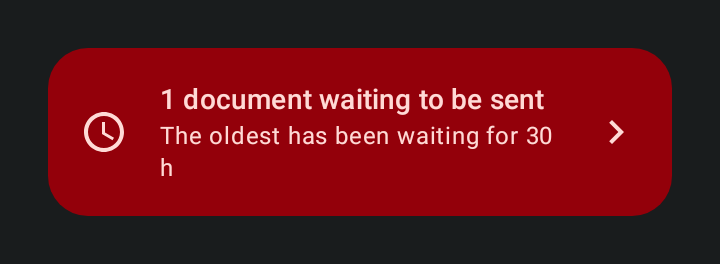 1 document waiting to be sent
The oldest has been waiting for 30
h